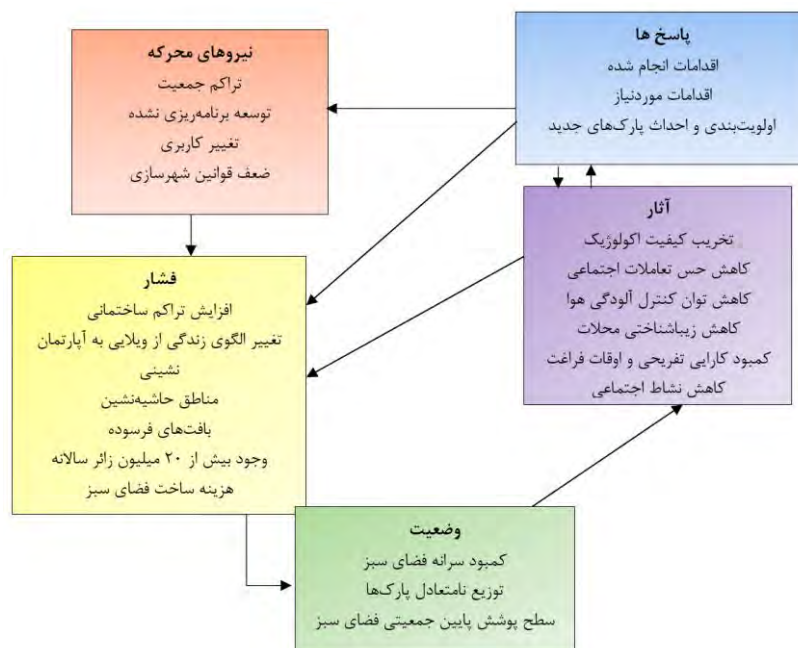 پاسخ ها
اقدامات انجام شده
اقدامات موردنیاز
اولویت‌بندی و احداث پارک‌های جدید
نیروهای محرکه
تراکم جمعیت
توسعه برنامه‌ریزی نشده
تغییر کاربری
ضعف قوانین شهرسازی
آثار
تخریب کیفیت اکولوژیک
کاهش حس تعاملات اجتماعی
کاهش توان کنترل آلودگی هوا
کاهش زیباشناختی محلات
کمبود کارایی تفریحی و اوقات فراغت
کاهش نشاط اجتماعی
فشار
افزایش تراکم ساختمانی
تغییر الگوی زندگی از ویلایی به آپارتمان
نشینی
مناطق حاشیه‌نشین
بافت‌های فرسوده
وجود بیش از ۲۰ میلیون زائر سالانه
هزینه ساخت فضای سبز
وضعیت
کمبود سرانه فضای سبز
توزیع نامتعادل پارک‌ها
سطح پوشش پایین جمعیتی فضای سبز